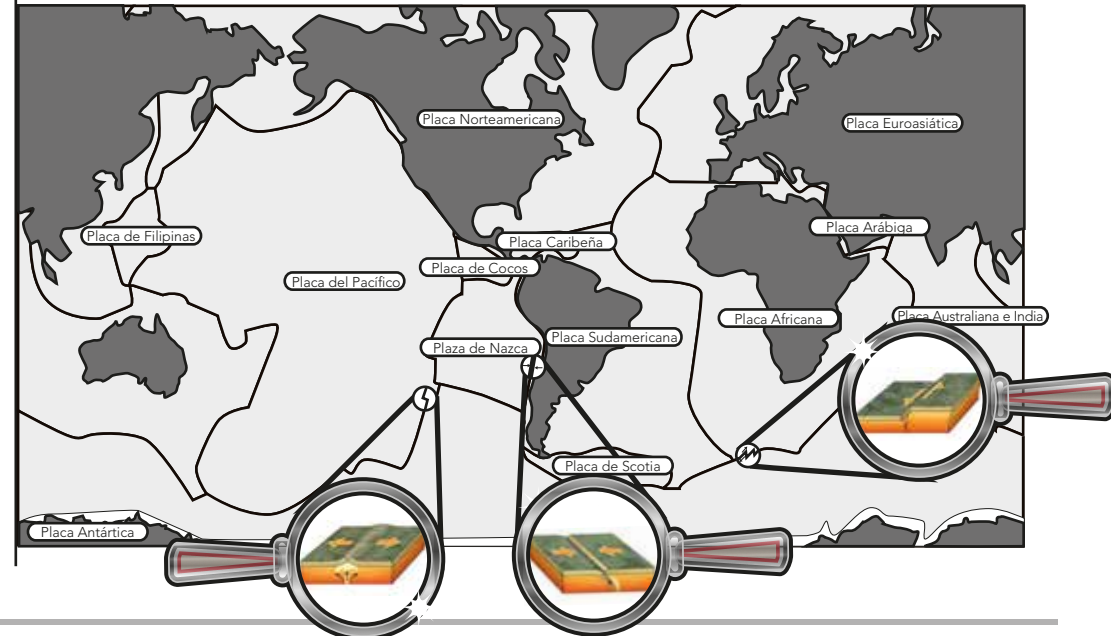 Placa Norteamericana
Placa Euroasiática
Placa de Filipinas
Placa Arábiga
Placa Caribeña
Placa de Cocos
Placa del Pacífico
Placa Africana
Placa Australiana e India
Placa Sudamericana
Plaza de Nazca
Placa de Scotia
Placa Antártica